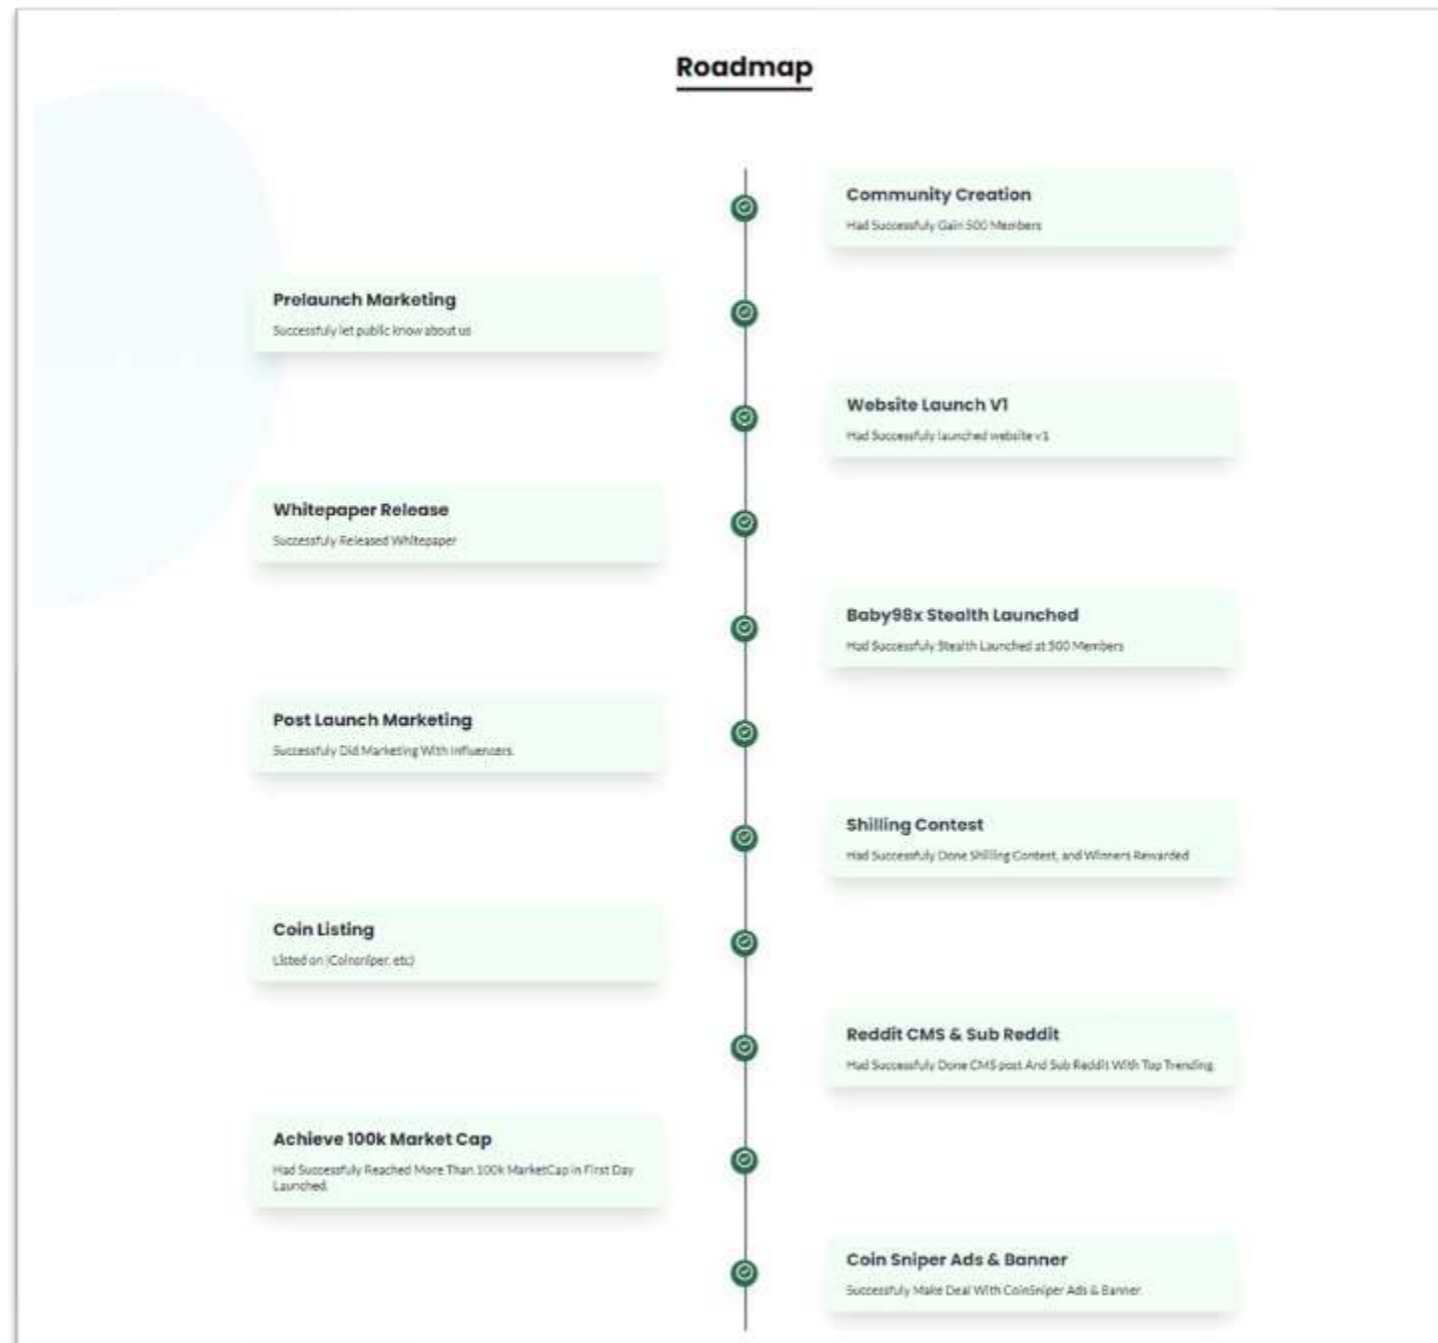 Roadmap
Community Creation
Had Successfuly Gain 500 Members
Prelaunch Marketing
Successfuly let public know about us
Website Launch V1
Had Successfuly launched website v1
Whitepaper Release
Successfuly Released Whitepaper
Baby98x Stealth Launched
Had Successfuly Stealth Launched at 500 Members
Post Launch Marketing
Successfuly Did Marketing With Influencers.
Shilling Contest
Had Successfuly Done Shilling Contest, and Winners Rewarded
Coin Listing
Listed on (Coinsniper, etc)
Reddit CMS & Sub Reddit
Had Successfuly Done CMS post And Sub Reddit With Top Trending.
Achieve 100k Market Cap
Had Successfuly Reached More Than 100k MarketCap in First Day
Launched.
Coin Sniper Ads & Banner
Successfuly Make Deal With CoinSniper Ads & Banner.